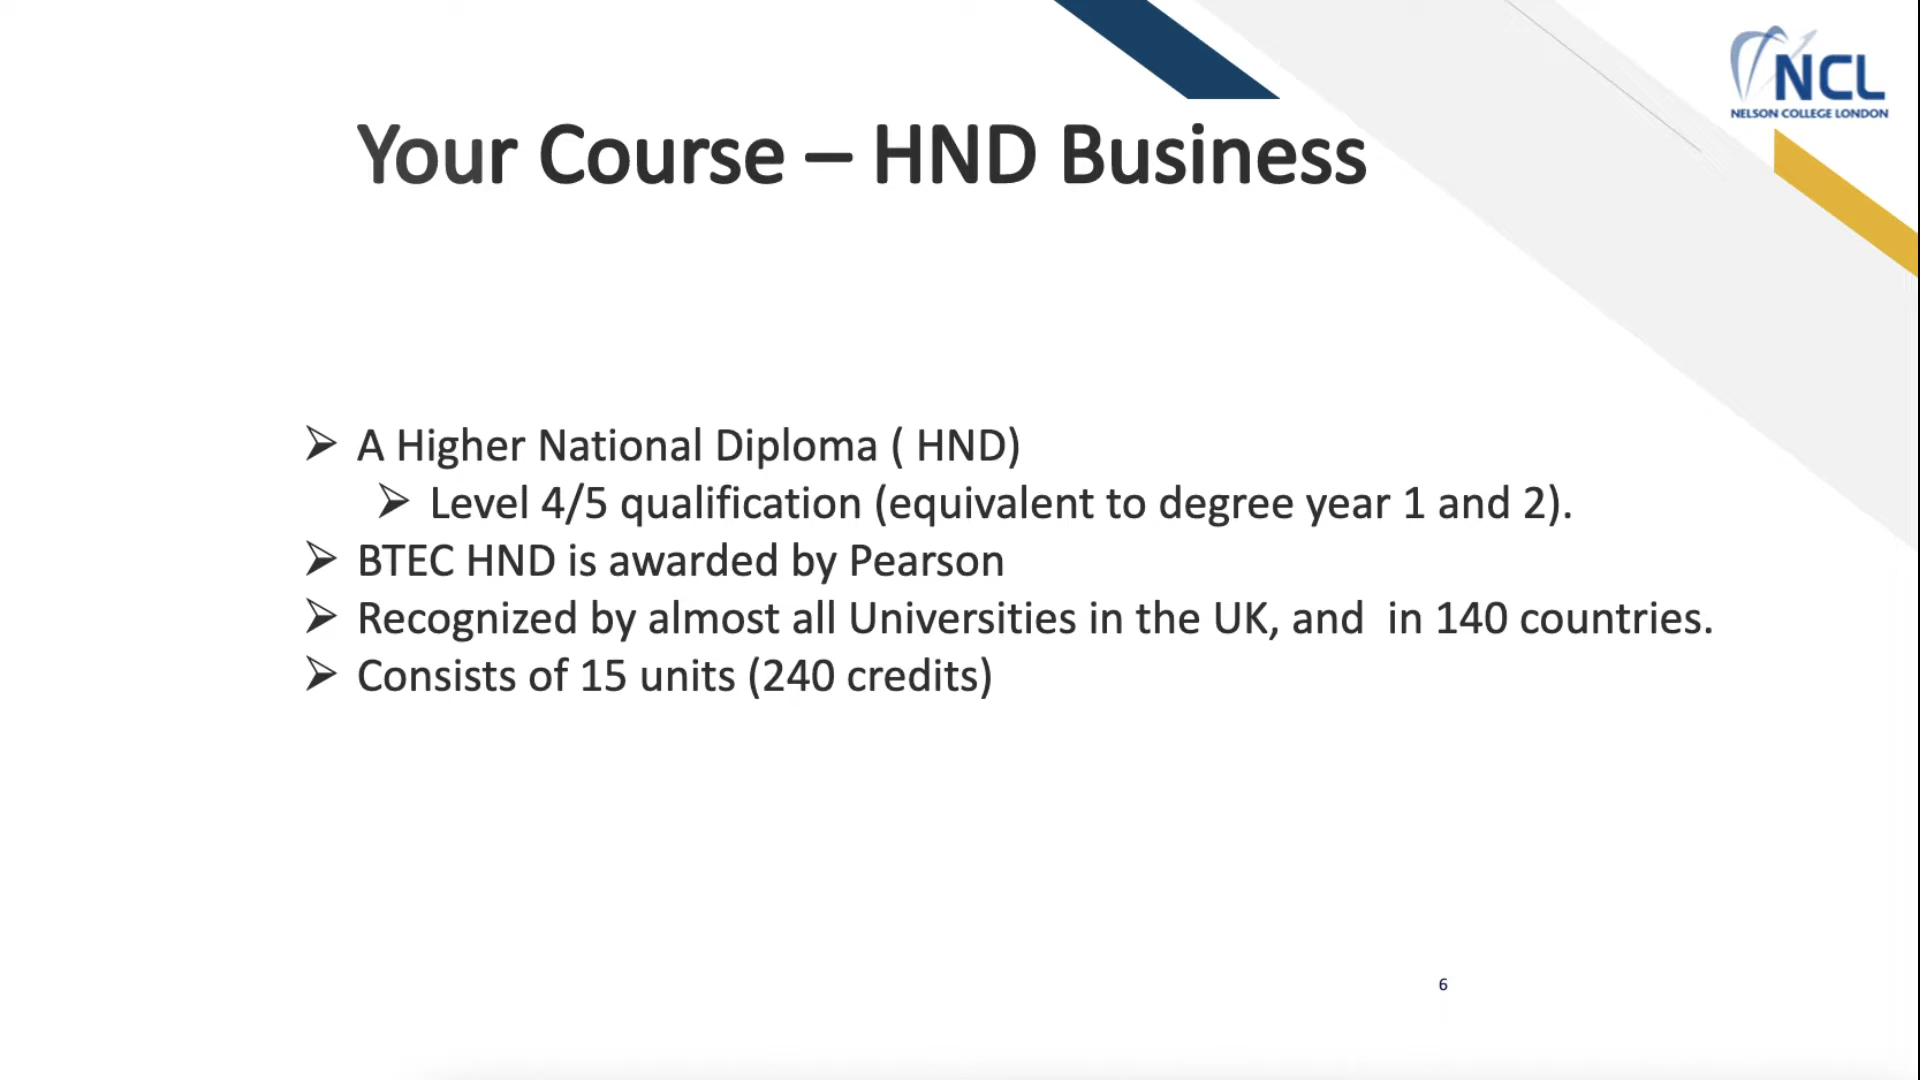 NCL
NELSON COLLEGE LONDON
Your Course – HND Business
A Higher National Diploma ( HND)
Level 4/5 qualification (equivalent to degree year 1 and 2).
BTEC HND is awarded by Pearson
Recognized by almost all Universities in the UK, and  in 140 countries.
Consists of 15 units (240 credits)
6